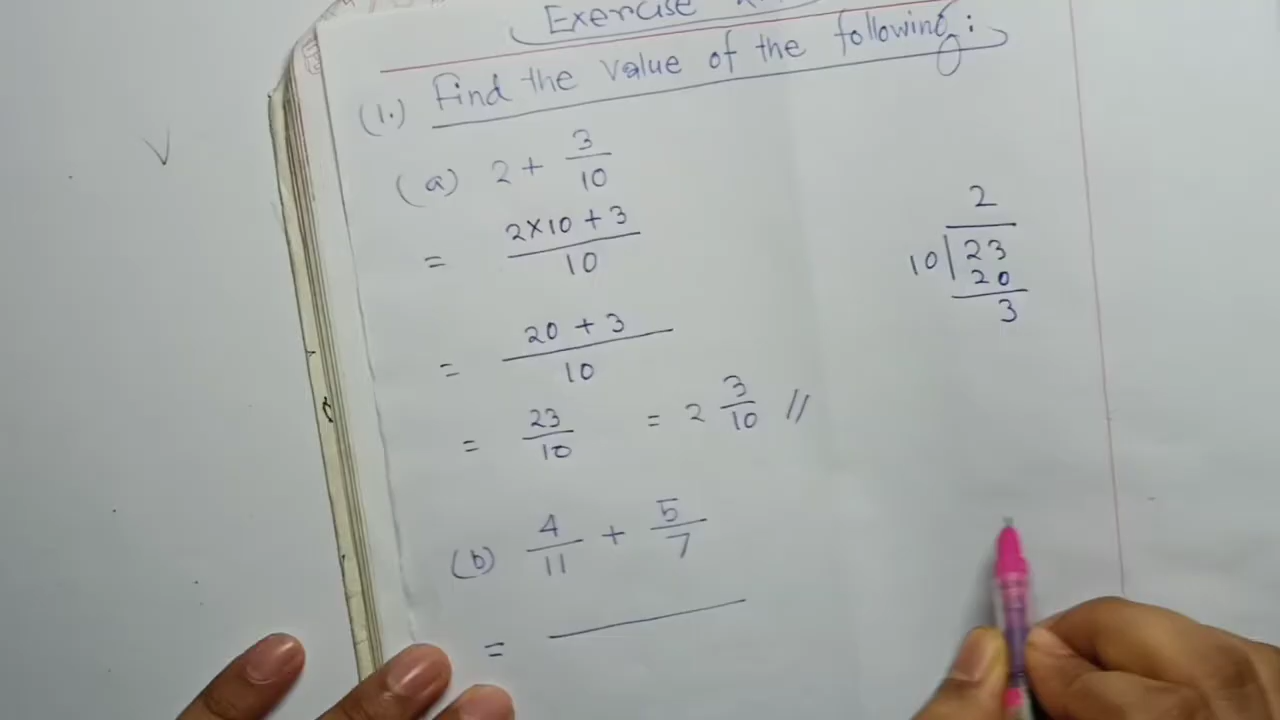 Exercise
(1.) Find the value of the following:
(a) 2 + 3/10
= 2×10 + 3 / 10
= 20 + 3 / 10
= 23/10 = 2 3/10 //
2
10 | 23
20
3
(b) 4/11 + 5/7
=